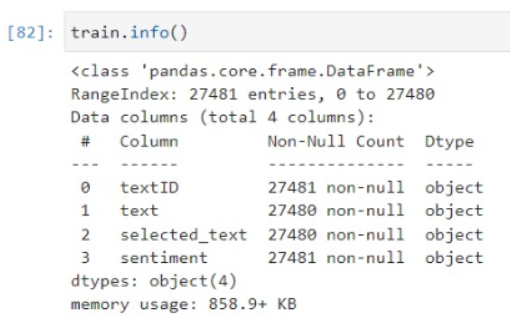 [82]: train.info()
<class 'pandas.core.frame.DataFrame'>
RangeIndex: 27481 entries, 0 to 27480
Data columns (total 4 columns):
 #   Column         Non-Null Count  Dtype
---  ------         --------------  -----
 0   textID         27481 non-null  object
 1   text           27480 non-null  object
 2   selected_text  27480 non-null  object
 3   sentiment      27481 non-null  object
dtypes: object(4)
memory usage: 858.9+ KB